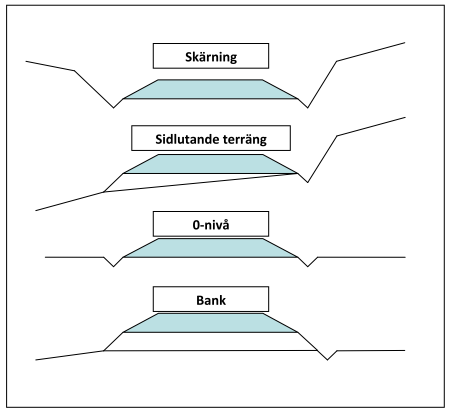 Skärning
Sidlutande terräng
0-nivå
Bank